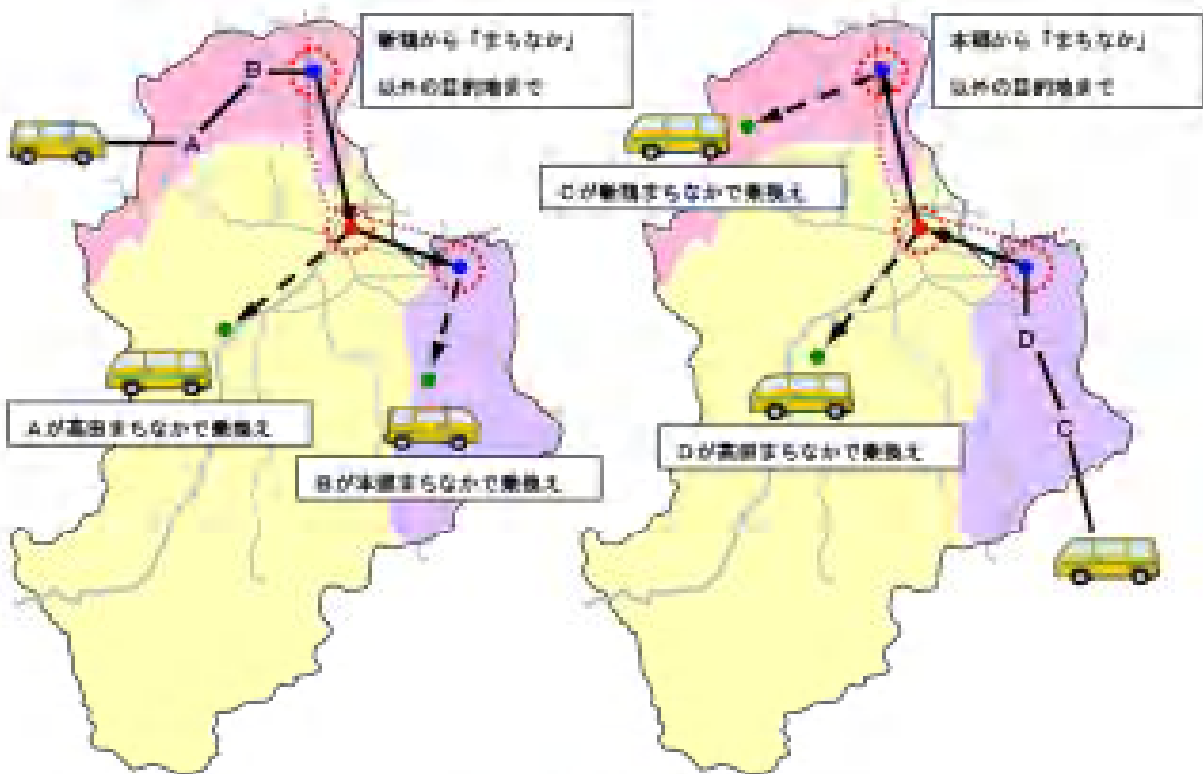 新鶴から「まちなか」
以外の目的地まで
B
A
Aが高田まちなかで乗換え
Bが本郷まちなかで乗換え
本郷から「まちなか」
以外の目的地まで
Cが新鶴まちなかで乗換え
D
C
Dが高田まちなかで乗換え